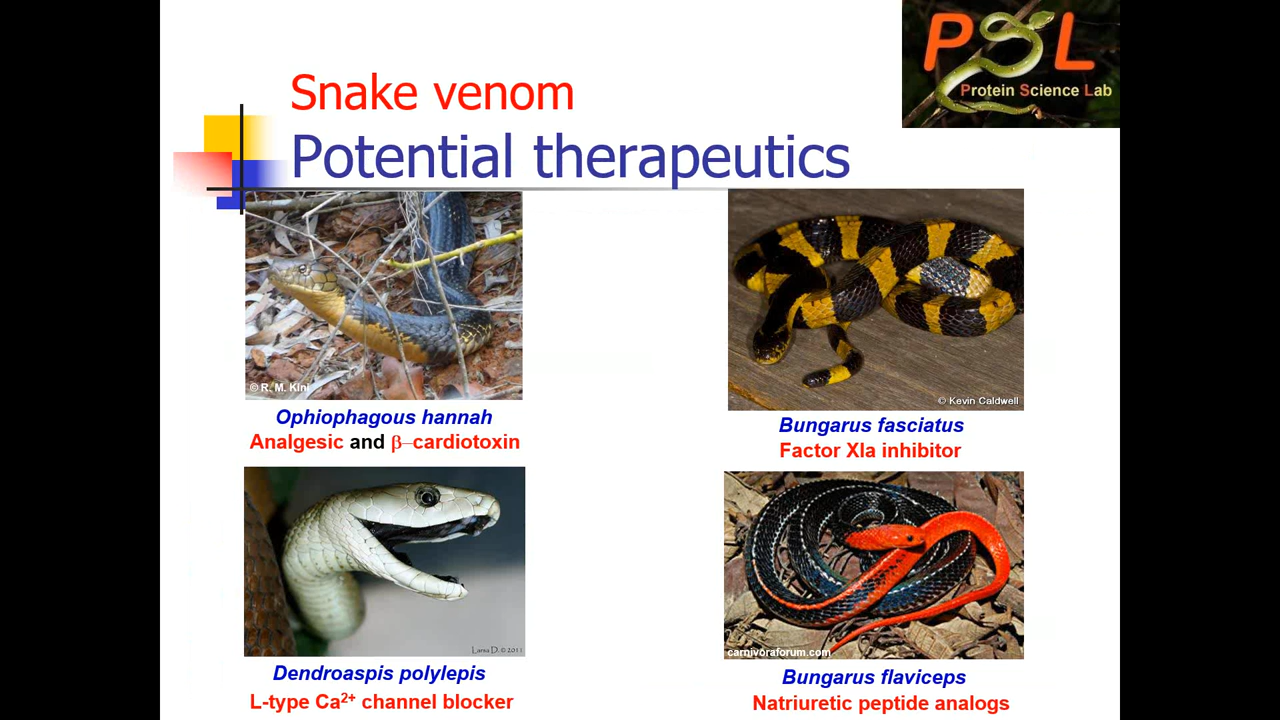 PSL
Protein Science Lab
Snake venom
Potential therapeutics
© R. M. Kini
© Kevin Caldwell
Ophiophagous hannah
Analgesic and β–cardiotoxin
Bungarus fasciatus
Factor XIa inhibitor
Larsa D. © 2011
carnivoraforum.com
Dendroaspis polylepis
L-type Ca²⁺ channel blocker
Bungarus flaviceps
Natriuretic peptide analogs